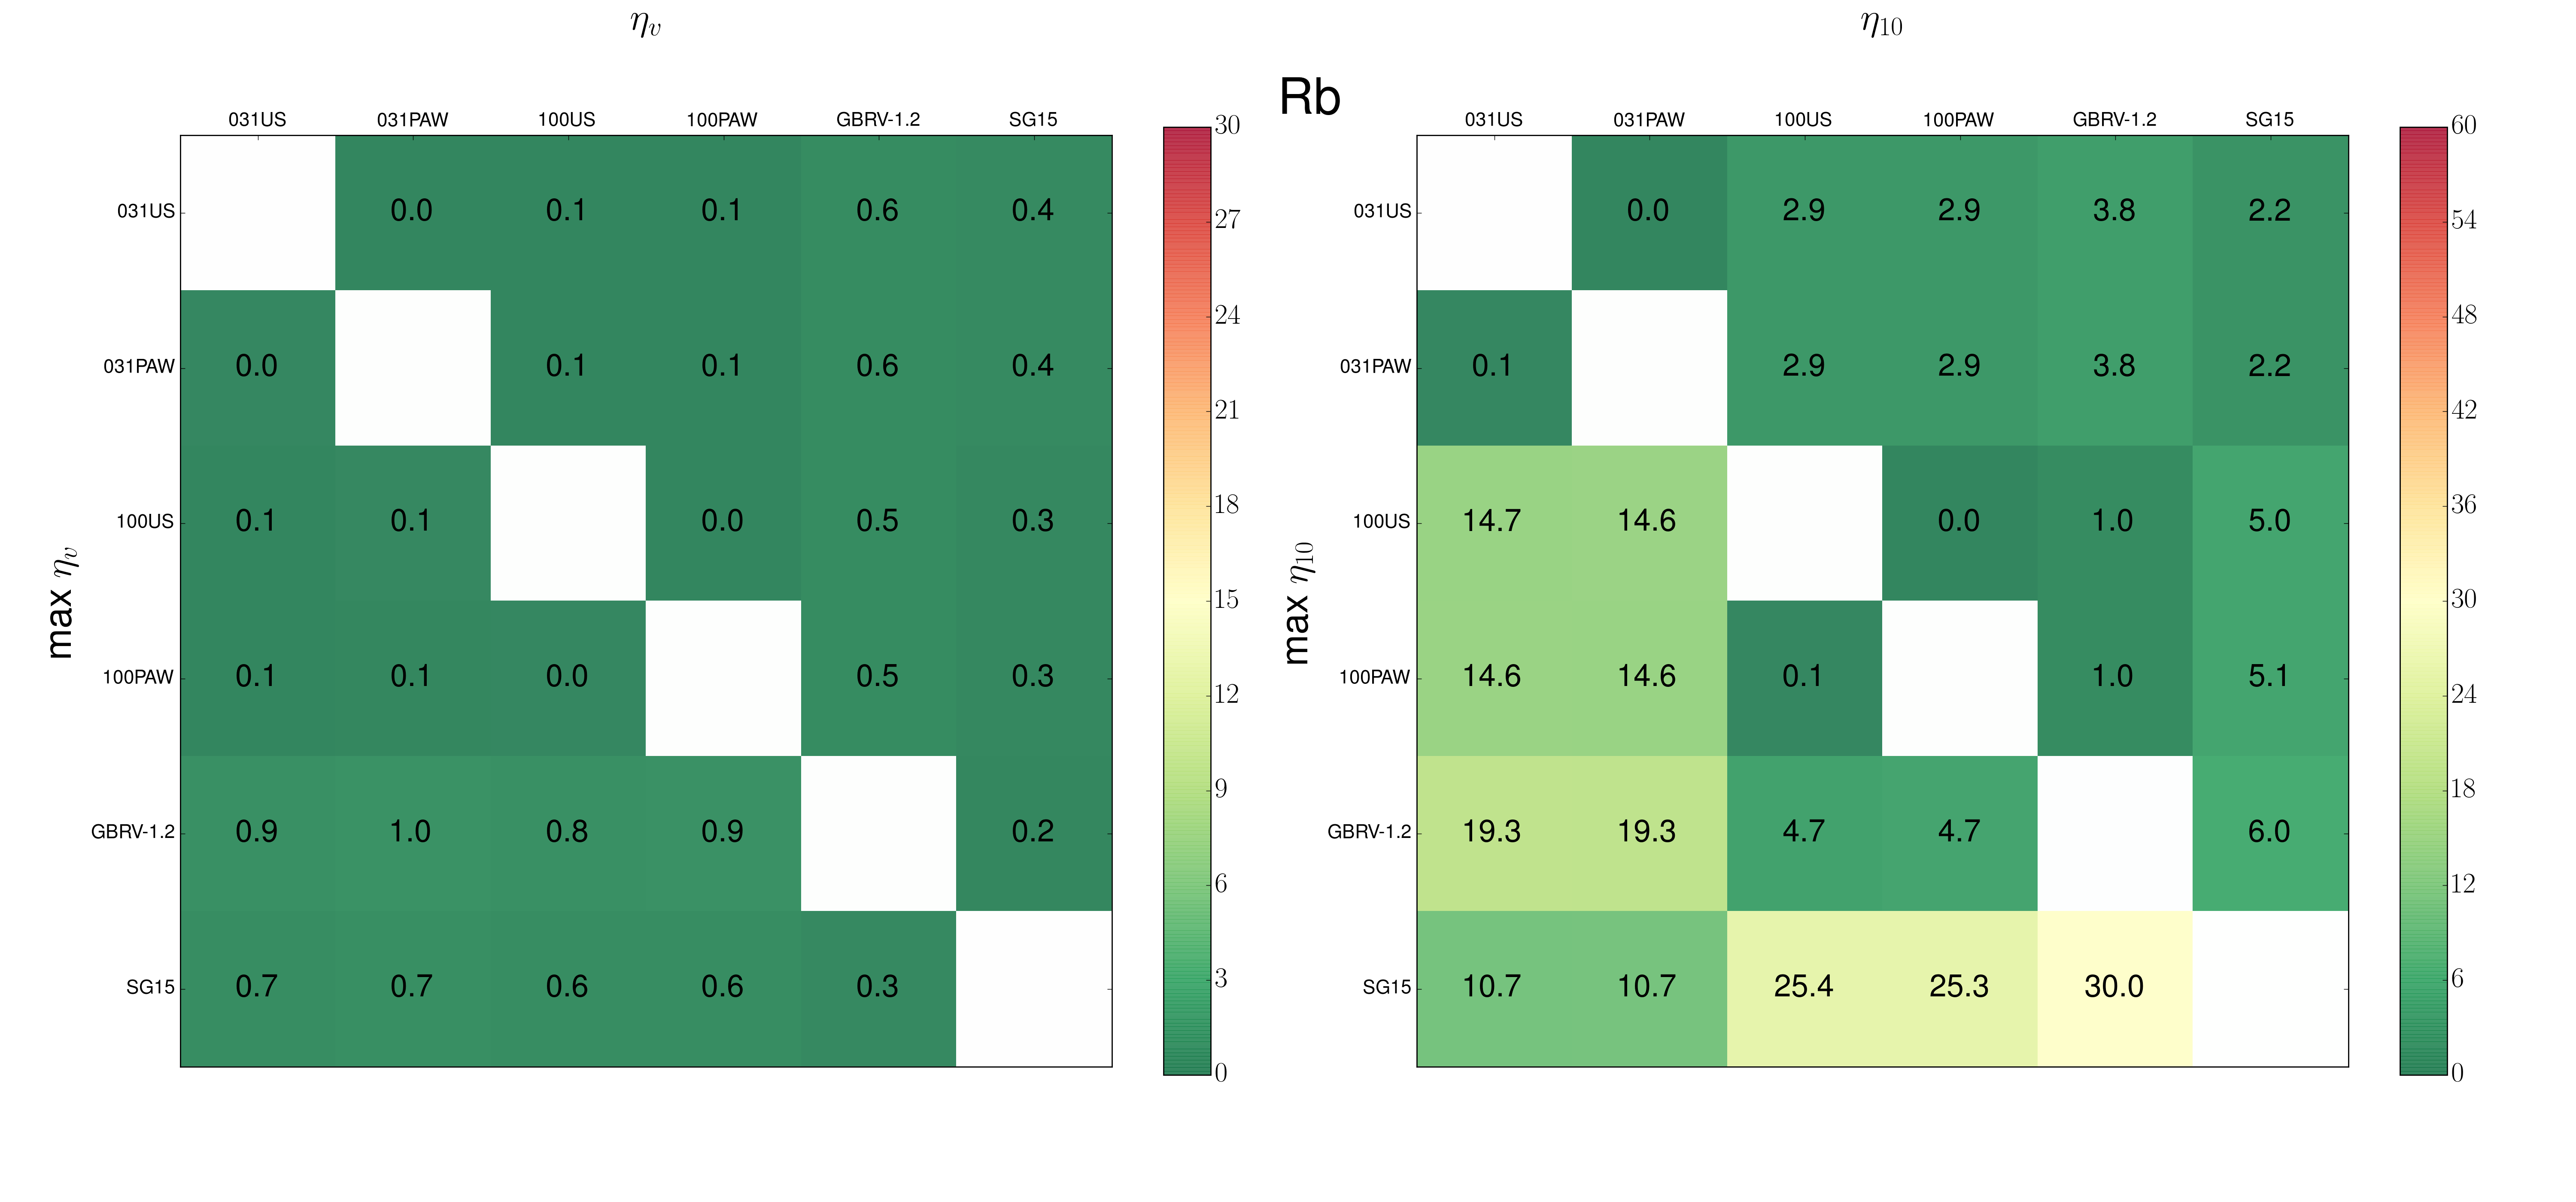 η_v
η_10
Rb
031US 031PAW 100US 100PAW GBRV-1.2 SG15
031US 0.0 0.1 0.1 0.6 0.4
031PAW 0.0 0.1 0.1 0.6 0.4
100US 0.1 0.1 0.0 0.5 0.3
100PAW 0.1 0.1 0.0 0.5 0.3
GBRV-1.2 0.9 1.0 0.8 0.9 0.2
SG15 0.7 0.7 0.6 0.6 0.3
max η_v
30
27
24
21
18
15
12
9
6
3
0
031US 031PAW 100US 100PAW GBRV-1.2 SG15
031US 0.0 2.9 2.9 3.8 2.2
031PAW 0.1 2.9 2.9 3.8 2.2
100US 14.7 14.6 0.0 1.0 5.0
100PAW 14.6 14.6 0.1 1.0 5.1
GBRV-1.2 19.3 19.3 4.7 4.7 6.0
SG15 10.7 10.7 25.4 25.3 30.0
max η_10
60
54
48
42
36
30
24
18
12
6
0